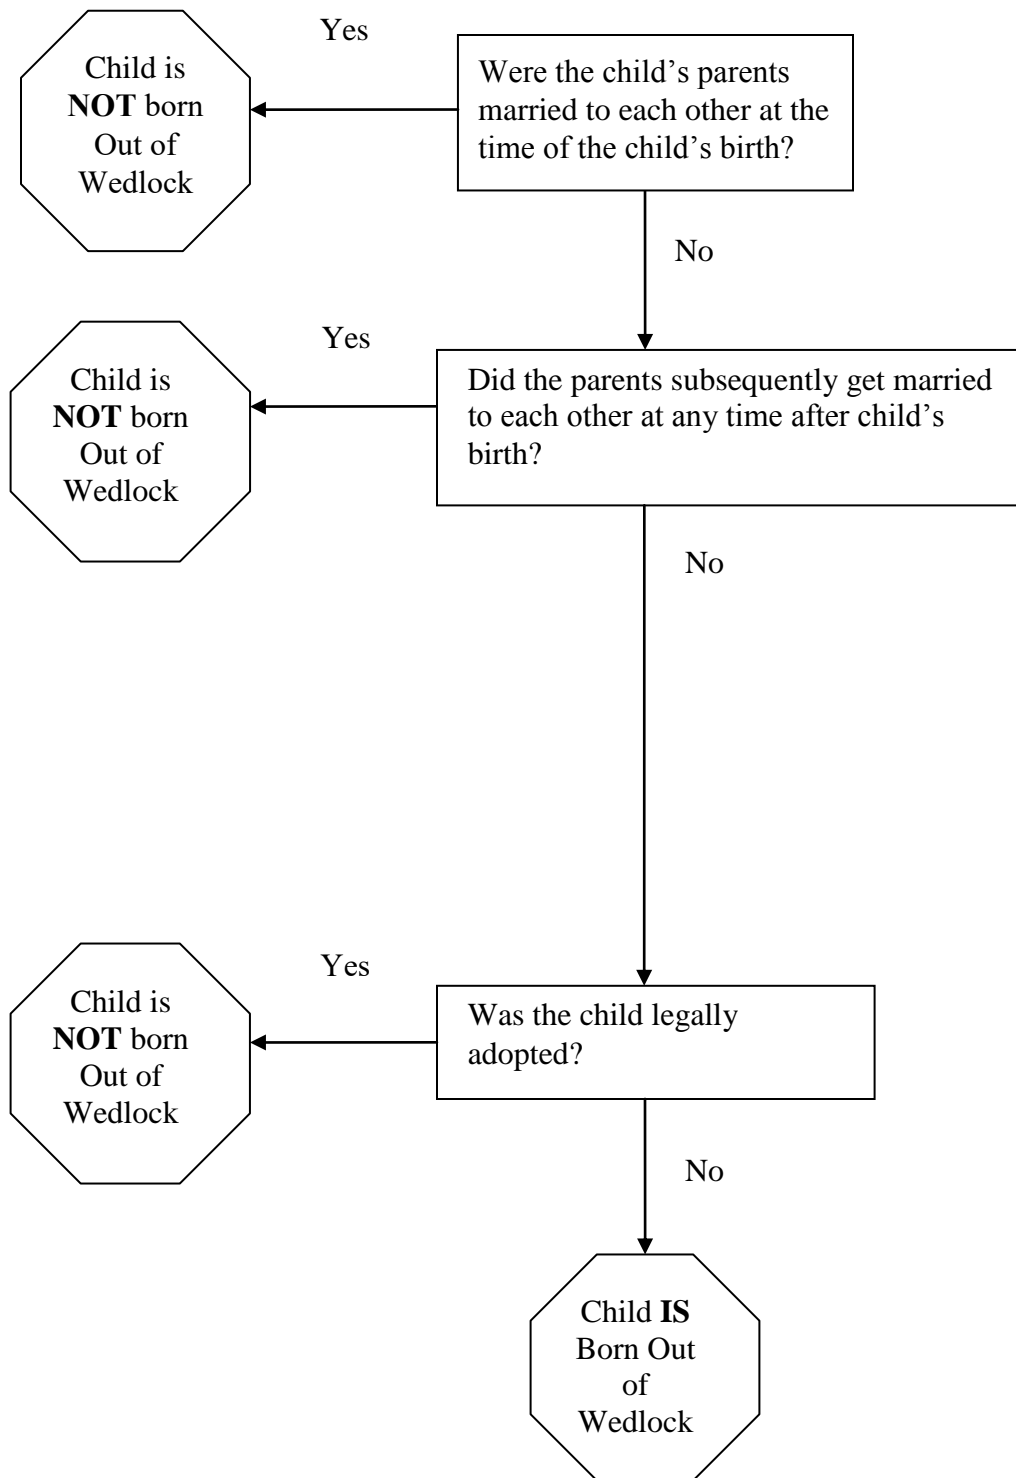 Yes
Child is
NOT born
Out of
Wedlock
Were the child’s parents
married to each other at the
time of the child’s birth?
No
Yes
Child is
NOT born
Out of
Wedlock
Did the parents subsequently get married
to each other at any time after child’s
birth?
No
Yes
Child is
NOT born
Out of
Wedlock
Was the child legally
adopted?
No
Child IS
Born Out
of
Wedlock